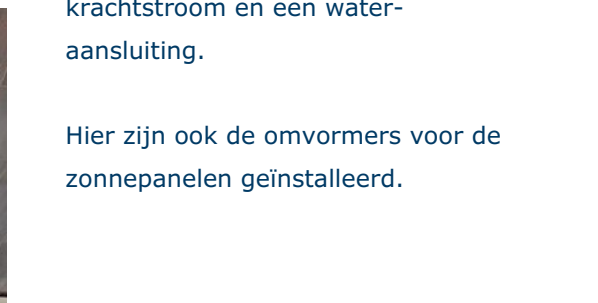 krachtstroom en een water-
aansluiting.
Hier zijn ook de omvormers voor de
zonnepanelen geïnstalleerd.